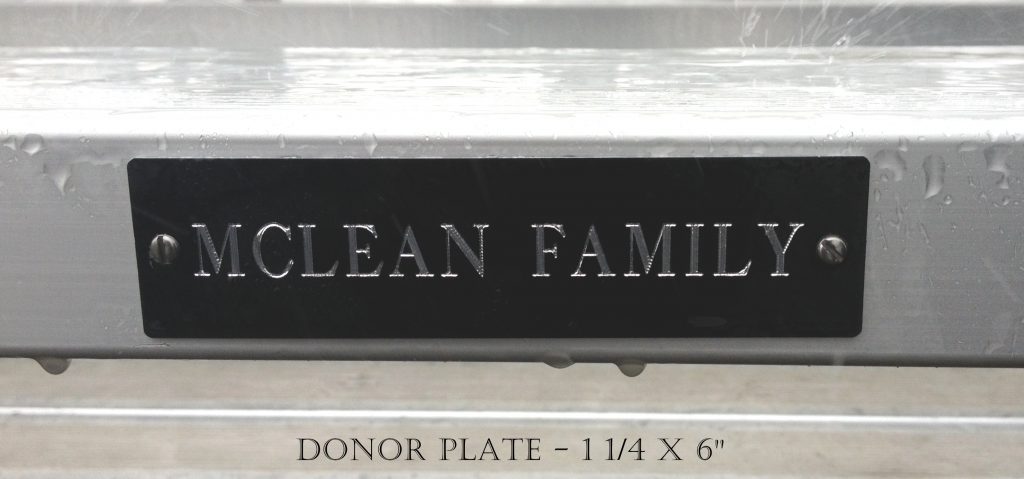 MCLEAN FAMILY
DONOR PLATE - 1 1/4 X 6"